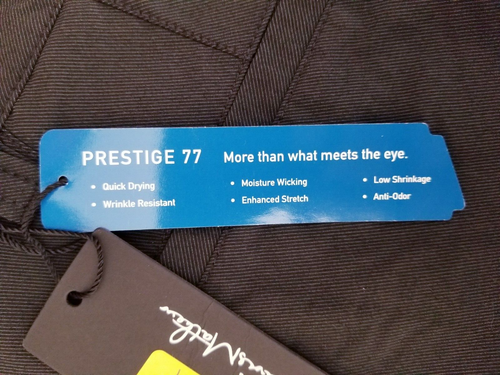 PRESTIGE 77
More than what meets the eye.
• Quick Drying
• Wrinkle Resistant
• Moisture Wicking
• Enhanced Stretch
• Low Shrinkage
• Anti-Odor
Mathew